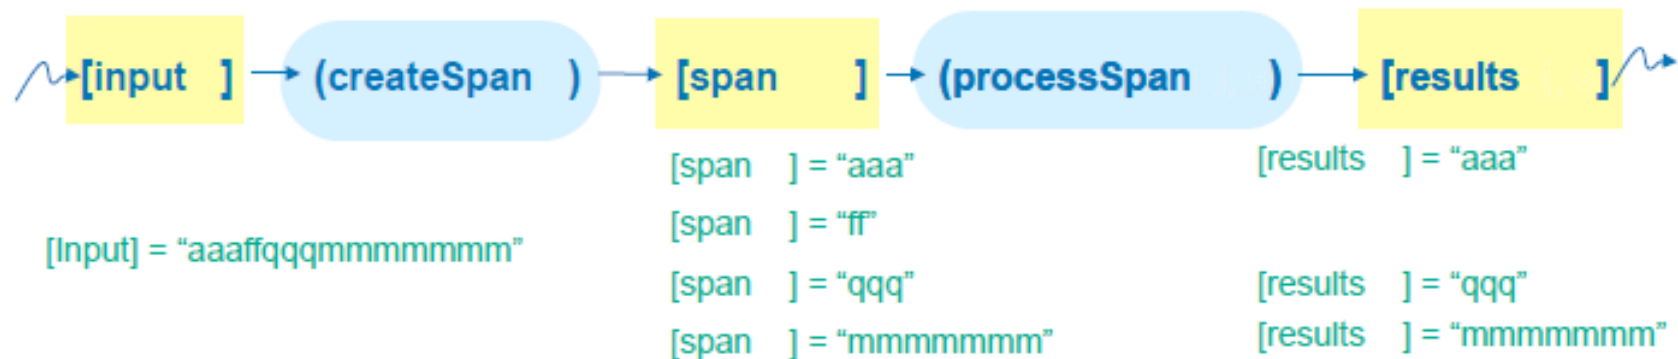 [input ] (createSpan ) [span ] (processSpan ) [results ]
[span ] = “aaa” [results ] = “aaa”
[span ] = “ff”
[Input] = “aaaffqqqmmmmmmm”
[span ] = “qqq” [results ] = “qqq”
[span ] = “mmmmmmm” [results ] = “mmmmmmm”